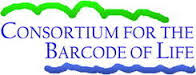 CONSORTIUM FOR THE
BARCODE OF LIFE